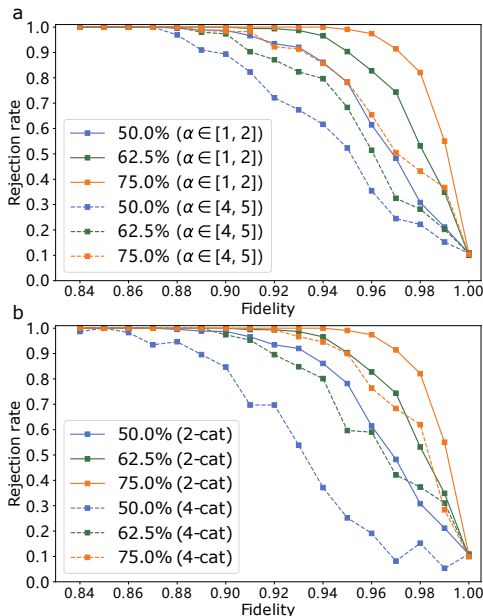 a
1.0
0.9
0.8
0.7
0.6
0.5
0.4
0.3
0.2
0.1
0.0
Rejection rate
50.0% (α ∈ [1, 2])
62.5% (α ∈ [1, 2])
75.0% (α ∈ [1, 2])
50.0% (α ∈ [4, 5])
62.5% (α ∈ [4, 5])
75.0% (α ∈ [4, 5])
0.84 0.86 0.88 0.90 0.92 0.94 0.96 0.98 1.00
Fidelity
b
1.0
0.9
0.8
0.7
0.6
0.5
0.4
0.3
0.2
0.1
0.0
Rejection rate
50.0% (2-cat)
62.5% (2-cat)
75.0% (2-cat)
50.0% (4-cat)
62.5% (4-cat)
75.0% (4-cat)
0.84 0.86 0.88 0.90 0.92 0.94 0.96 0.98 1.00
Fidelity